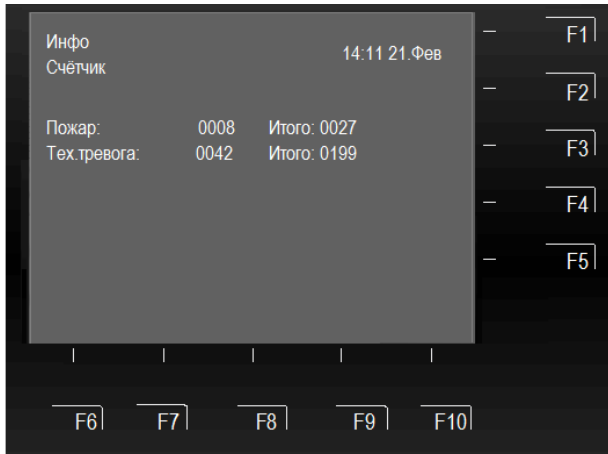 Инфо
Счётчик
14:11 21.Фев
Пожар: 0008 Итого: 0027
Тех.тревога: 0042 Итого: 0199
F1
F2
F3
F4
F5
F6 F7 F8 F9 F10